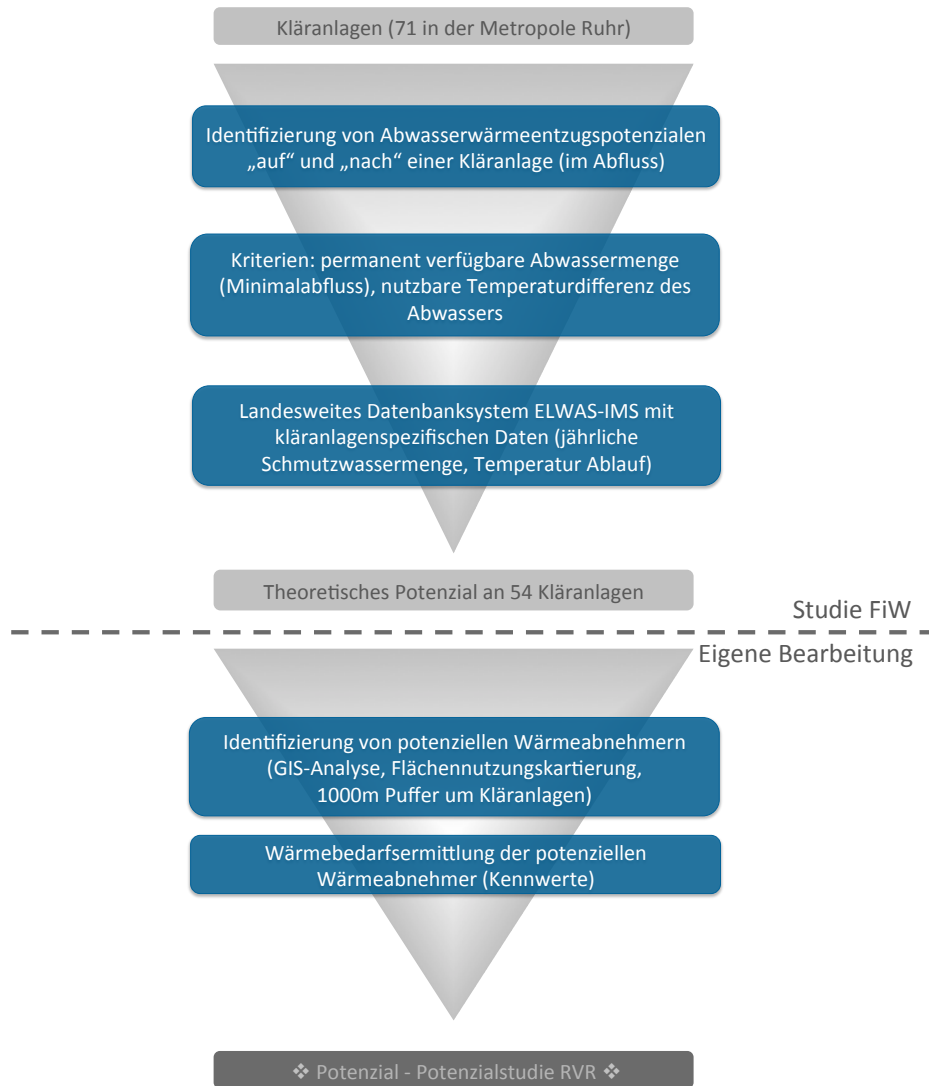 Kläranlagen (71 in der Metropole Ruhr)
Identifizierung von Abwasserwärmeentzugspotenzialen
„auf“ und „nach“ einer Kläranlage (im Abfluss)
Kriterien: permanent verfügbare Abwassermenge
(Minimalabfluss), nutzbare Temperaturdifferenz des
Abwassers
Landesweites Datenbanksystem ELWAS-IMS mit
kläranlagenspezifischen Daten (jährliche
Schmutzwassermenge, Temperatur Ablauf)
Theoretisches Potenzial an 54 Kläranlagen
Studie FiW
Eigene Bearbeitung
Identifizierung von potenziellen Wärmeabnehmern
(GIS-Analyse, Flächennutzungskartierung,
1000m Puffer um Kläranlagen)
Wärmebedarfsermittlung der potenziellen
Wärmeabnehmer (Kennwerte)
❖ Potenzial - Potenzialstudie RVR ❖